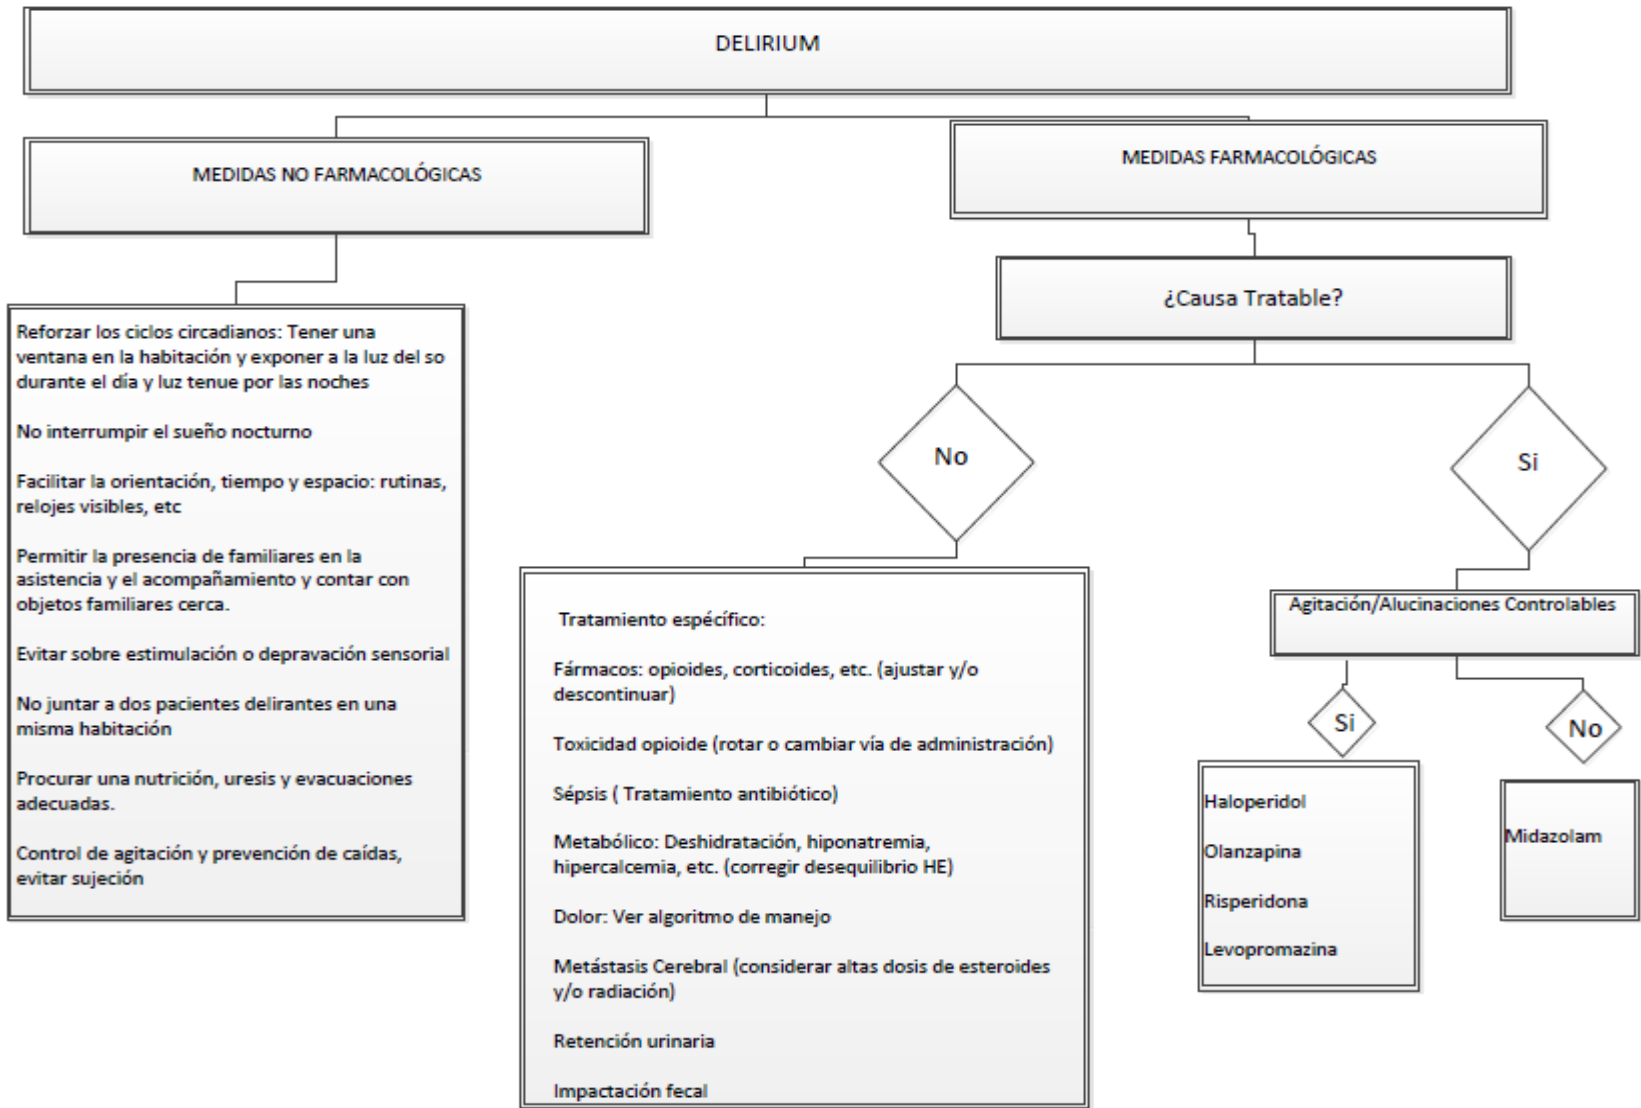 DELIRIUM
MEDIDAS NO FARMACOLÓGICAS
MEDIDAS FARMACOLÓGICAS
¿Causa Tratable?
Reforzar los ciclos circadianos: Tener una
ventana en la habitación y exponer a la luz del so
durante el día y luz tenue por las noches
No interrumpir el sueño nocturno
Facilitar la orientación, tiempo y espacio: rutinas,
relojes visibles, etc
Permitir la presencia de familiares en la
asistencia y el acompañamiento y contar con
objetos familiares cerca.
Evitar sobre estimulación o depravación sensorial
No juntar a dos pacientes delirantes en una
misma habitación
Procurar una nutrición, uresis y evacuaciones
adecuadas.
Control de agitación y prevención de caídas,
evitar sujeción
No
Si
Tratamiento espécífico:
Fármacos: opioides, corticoides, etc. (ajustar y/o
descontinuar)
Toxicidad opioide (rotar o cambiar vía de administración)
Sépsis ( Tratamiento antibiótico)
Metabólico: Deshidratación, hiponatremia,
hipercalcemia, etc. (corregir desequilibrio HE)
Dolor: Ver algoritmo de manejo
Metástasis Cerebral (considerar altas dosis de esteroides
y/o radiación)
Retención urinaria
Impactación fecal
Agitación/Alucinaciones Controlables
Si
No
Haloperidol
Olanzapina
Risperidona
Levopromazina
Midazolam